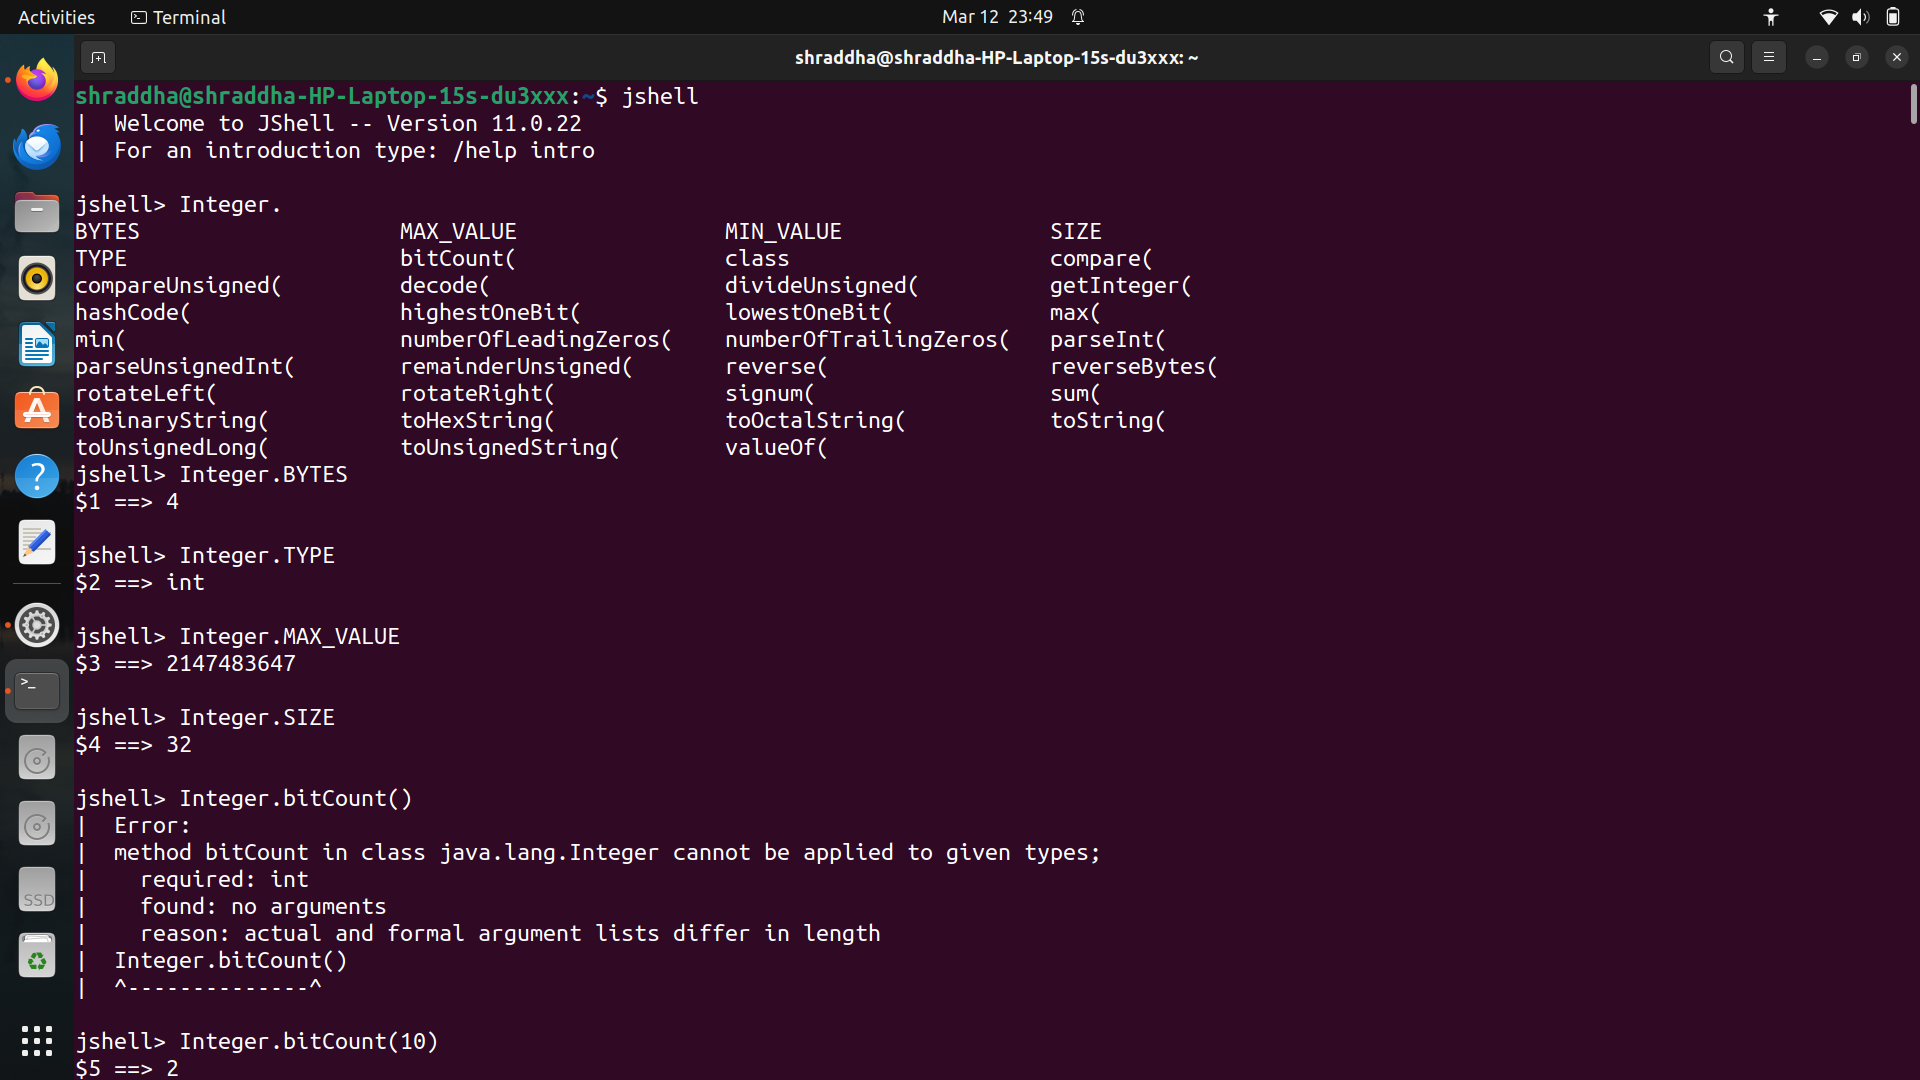 Activities Terminal Mar 12 23:49
shraddha@shraddha-HP-Laptop-15s-du3xxx: ~
shraddha@shraddha-HP-Laptop-15s-du3xxx:~$ jshell
| Welcome to JShell -- Version 11.0.22
| For an introduction type: /help intro
jshell> Integer.
BYTES MAX_VALUE MIN_VALUE SIZE
TYPE bitCount( class compare(
compareUnsigned( decode( divideUnsigned( getInteger(
hashCode( highestOneBit( lowestOneBit( max(
min( numberOfLeadingZeros( numberOfTrailingZeros( parseInt(
parseUnsignedInt( remainderUnsigned( reverse( reverseBytes(
rotateLeft( rotateRight( signum( sum(
toBinaryString( toHexString( toOctalString( toString(
toUnsignedLong( toUnsignedString( valueOf(
jshell> Integer.BYTES
$1 ==> 4
jshell> Integer.TYPE
$2 ==> int
jshell> Integer.MAX_VALUE
$3 ==> 2147483647
jshell> Integer.SIZE
$4 ==> 32
jshell> Integer.bitCount()
| Error:
| method bitCount in class java.lang.Integer cannot be applied to given types;
| required: int
| found: no arguments
| reason: actual and formal argument lists differ in length
| Integer.bitCount()
| ^--------------^
jshell> Integer.bitCount(10)
$5 ==> 2
SSD